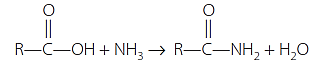 O O
‖ ‖
R—C—OH + NH₃ → R—C—NH₂ + H₂O